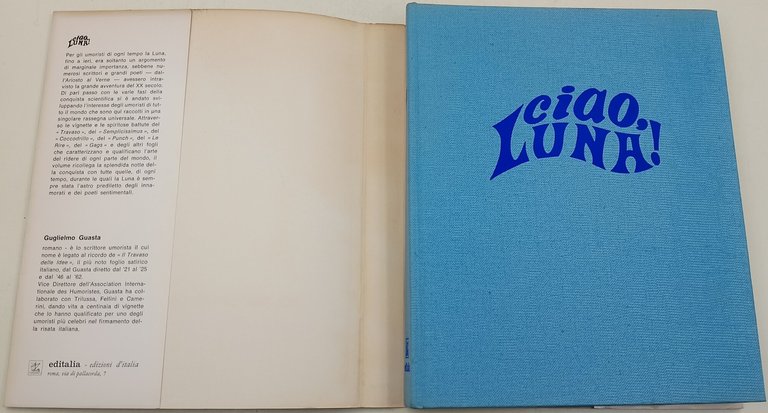 ciao,
LUNA!
Per gli umoristi di ogni tempo la Luna,
fino a ieri, era soltanto un argomento
di marginale importanza, sebbene nu-
merosi scrittori e grandi poeti — dal-
l'Ariosto al Verne — avessero intra-
visto la grande avventura del XX secolo.
Di pari passo con le varie fasi della
conquista scientifica si è andato svi-
luppando l'interesse degli umoristi di tut-
to il mondo che sono qui raccolti in una
singolare rassegna universale. Attraver-
so le vignette e le spiritose battute del
« Travaso », del « Semplicissimus », del
« Coccodrillo », del « Punch », del « Le
Rire », del « Gags » e degli altri fogli
che caratterizzano e qualificano l'arte
del ridere di ogni parte del mondo, il
volume ricollega la splendida notte del-
la conquista con tutte quelle, di ogni
tempo, durante le quali la Luna è sem-
pre stata l'astro prediletto degli inna-
morati e dei poeti sentimentali.
Guglielmo Guasta
romano - è lo scrittore umorista il cui
nome è legato al ricordo de « Il Travaso
delle Idee », il più noto foglio satirico
italiano, dal Guasta diretto dal '21 al '25
e dal '46 al '62.
Vice Direttore dell'Association Interna-
tionale des Humoristes, Guasta ha col-
laborato con Trilussa, Fellini e Came-
rini, dando vita a centinaia di vignette
che lo hanno qualificato per uno degli
umoristi più celebri nel firmamento del-
la risata italiana.
editalia - edizioni d'italia
roma, via di pallacorda, 7
ciao,
LUNA!